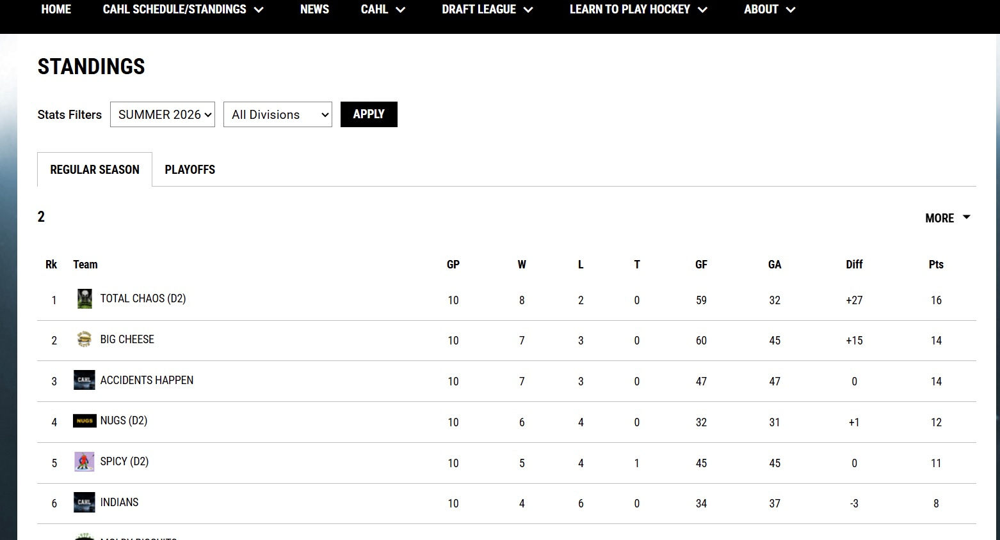 HOME CAHL SCHEDULE/STANDINGS NEWS CAHL DRAFT LEAGUE LEARN TO PLAY HOCKEY ABOUT
STANDINGS
Stats Filters SUMMER 2026 All Divisions APPLY
REGULAR SEASON PLAYOFFS
2 MORE
Rk Team GP W L T GF GA Diff Pts
1 TOTAL CHAOS (D2) 10 8 2 0 59 32 +27 16
2 BIG CHEESE 10 7 3 0 60 45 +15 14
3 CAHL ACCIDENTS HAPPEN 10 7 3 0 47 47 0 14
4 NUGS NUGS (D2) 10 6 4 0 32 31 +1 12
5 SPICY (D2) 10 5 4 1 45 45 0 11
6 CAHL INDIANS 10 4 6 0 34 37 -3 8